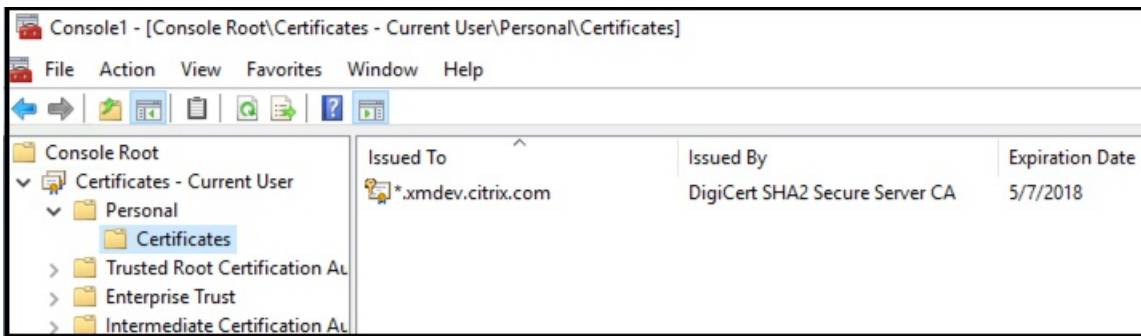 Console1 - [Console Root\Certificates - Current User\Personal\Certificates]
File Action View Favorites Window Help
Console Root
Certificates - Current User
Personal
Certificates
Trusted Root Certification Au
Enterprise Trust
Intermediate Certification Au
Issued To Issued By Expiration Date
*.xmdev.citrix.com DigiCert SHA2 Secure Server CA 5/7/2018